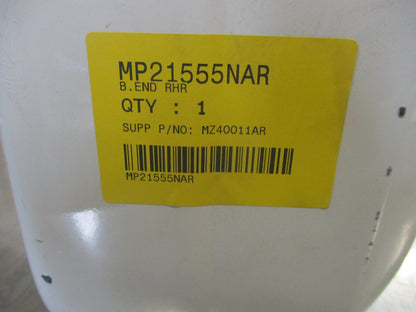 MP21555NAR
B.END RHR
QTY : 1
SUPP P/NO: MZ40011AR
MP21555NAR